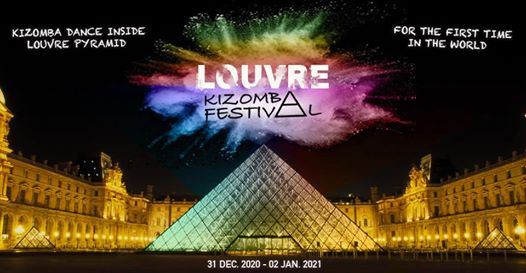 KIZOMBA DANCE INSIDE
LOUVRE PYRAMID
FOR THE FIRST TIME
IN THE WORLD
LOUVRE
KIZOMBA
FESTIVAL
31 DEC. 2020 - 02 JAN. 2021